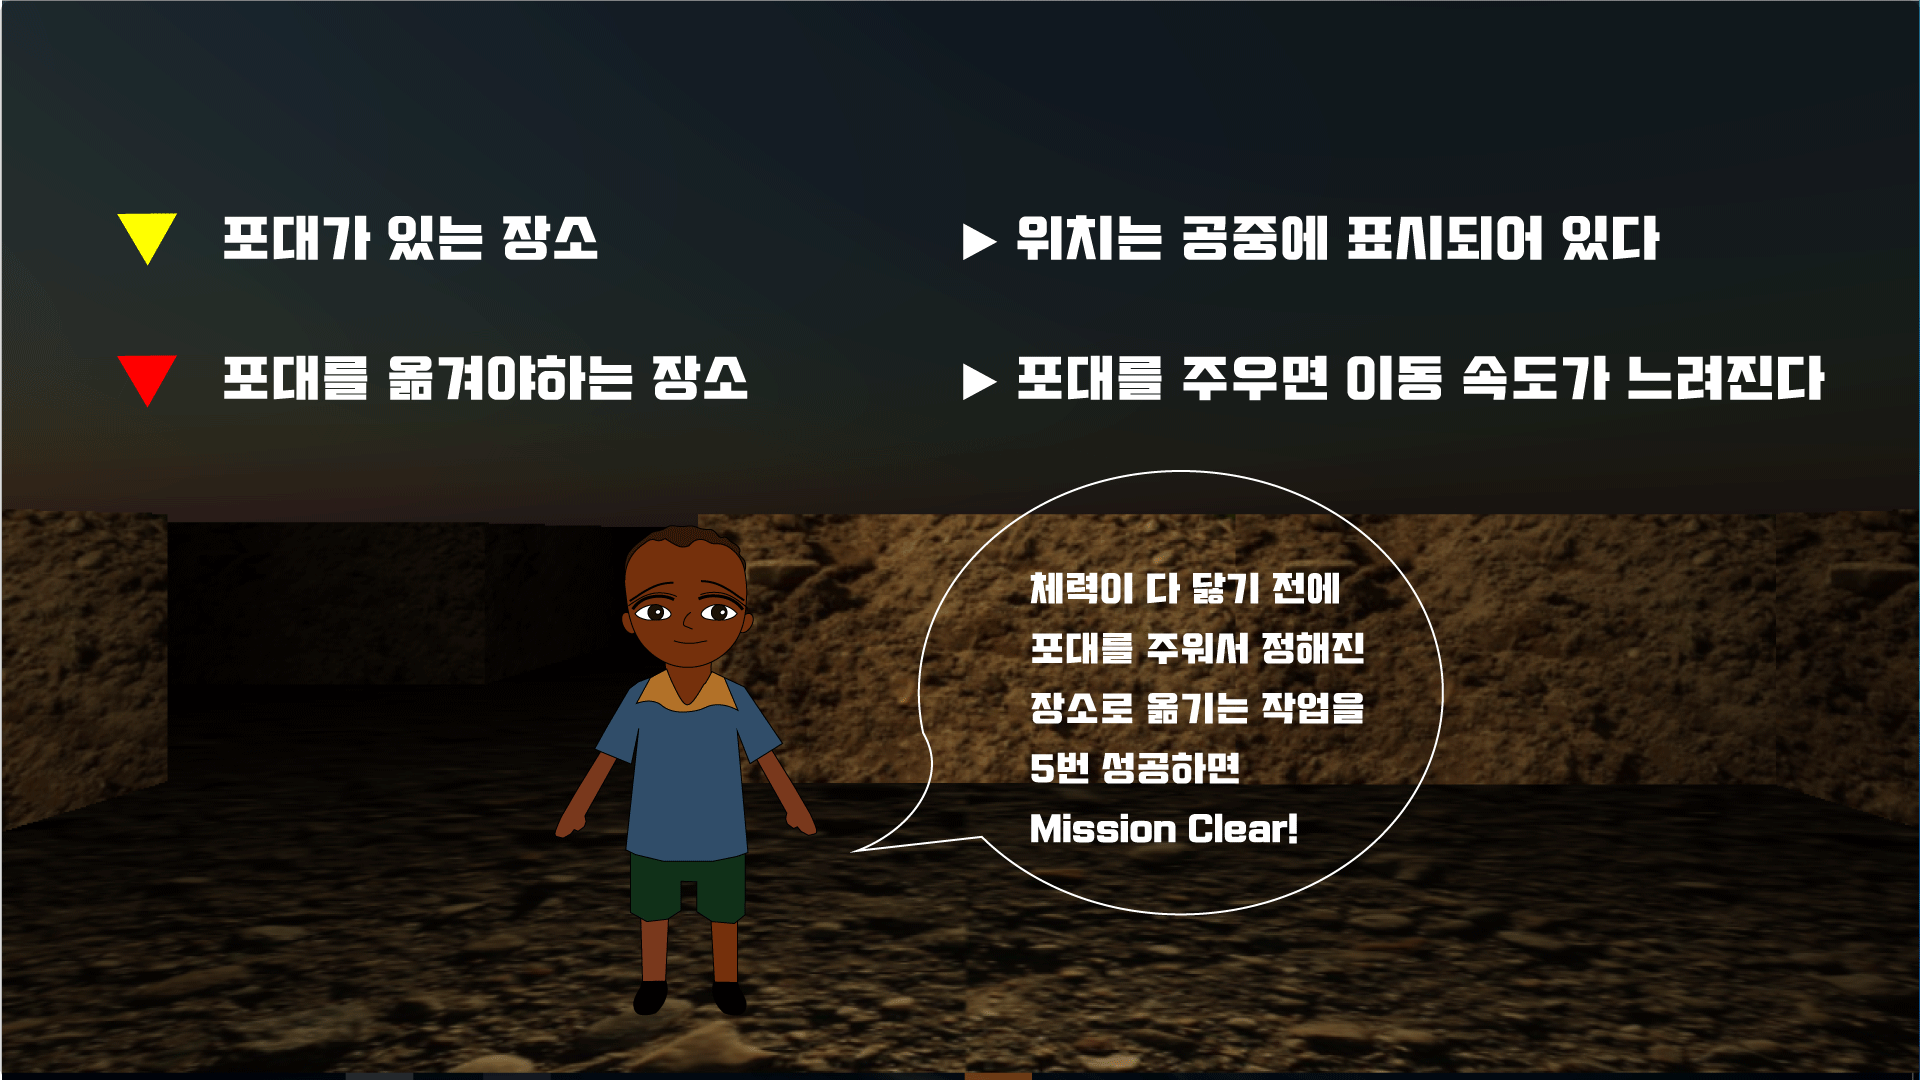 포대가 있는 장소
▶ 위치는 공중에 표시되어 있다
포대를 옮겨야하는 장소
▶ 포대를 주우면 이동 속도가 느려진다
체력이 다 닳기 전에
포대를 주워서 정해진
장소로 옮기는 작업을
5번 성공하면
Mission Clear!